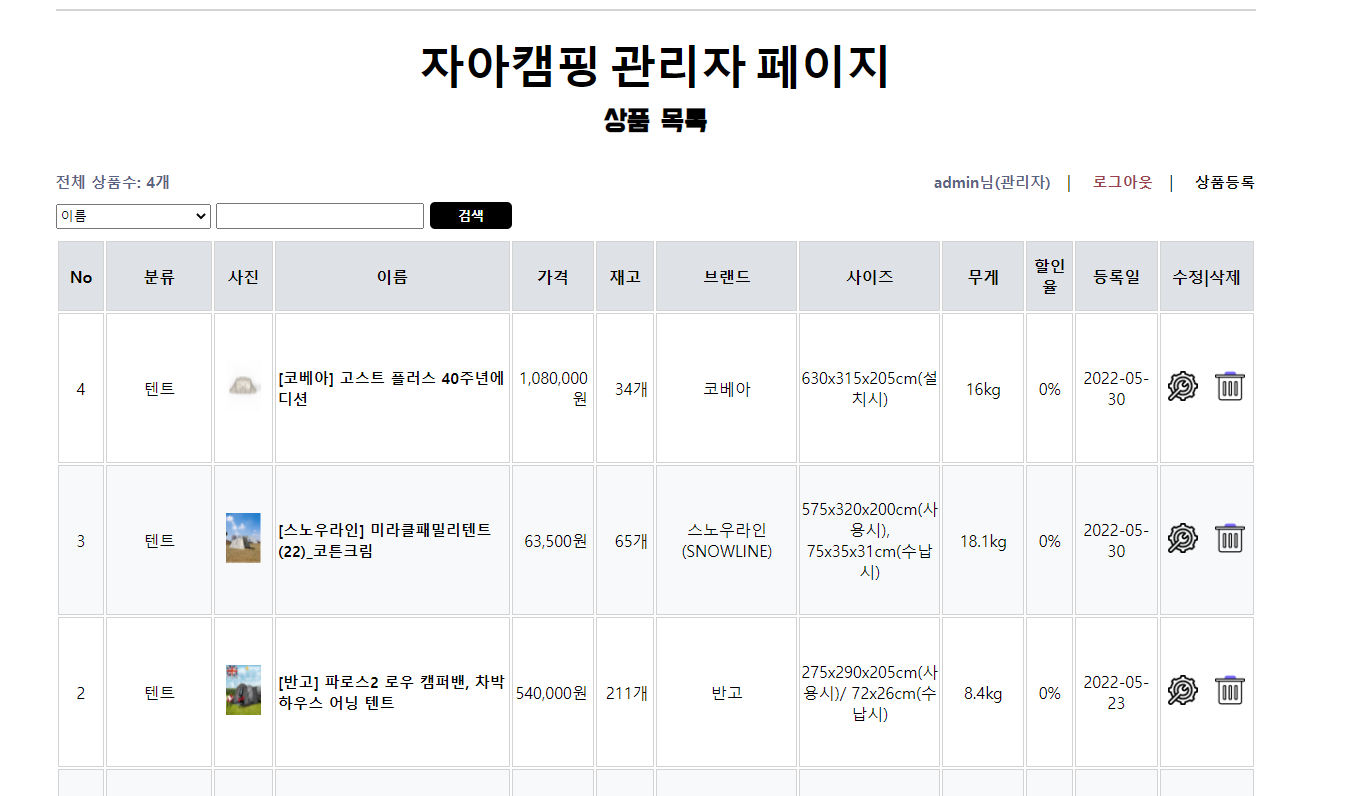 자아캠핑 관리자 페이지
상품 목록
전체 상품수: 4개
admin님(관리자) | 로그아웃 | 상품등록
이름 검색
No 분류 사진 이름 가격 재고 브랜드 사이즈 무게 할인율 등록일 수정|삭제
4 텐트 [코베아] 고스트 플러스 40주년에디션 1,080,000원 34개 코베아 630x315x205cm(설치시) 16kg 0% 2022-05-30
3 텐트 [스노우라인] 미라클패밀리텐트(22)_코튼크림 63,500원 65개 스노우라인(SNOWLINE) 575x320x200cm(사용시), 75x35x31cm(수납시) 18.1kg 0% 2022-05-30
2 텐트 [반고] 파로스2 로우 캠퍼밴, 차박 하우스 어닝 텐트 540,000원 211개 반고 275x290x205cm(사용시)/ 72x26cm(수납시) 8.4kg 0% 2022-05-23